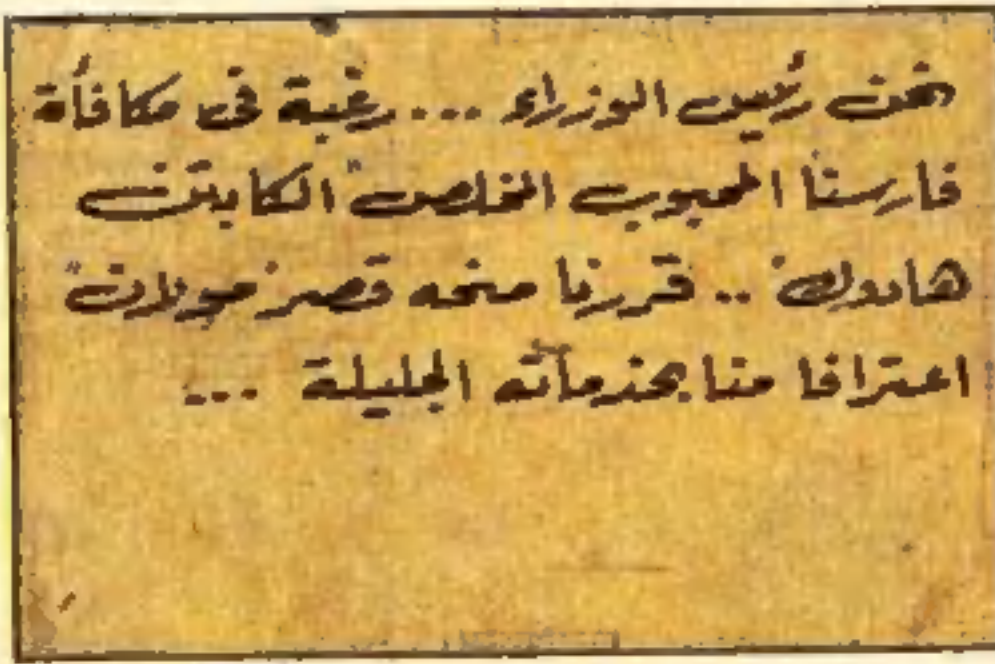 نحن رئيس الوزراء ... رغبة في مكافأة
فارسنا المحبوب المخلص "الكابتن
هادوك" .. قررنا منحه قصر "مولان"
اعترافا منا بخدماته الجليلة ...